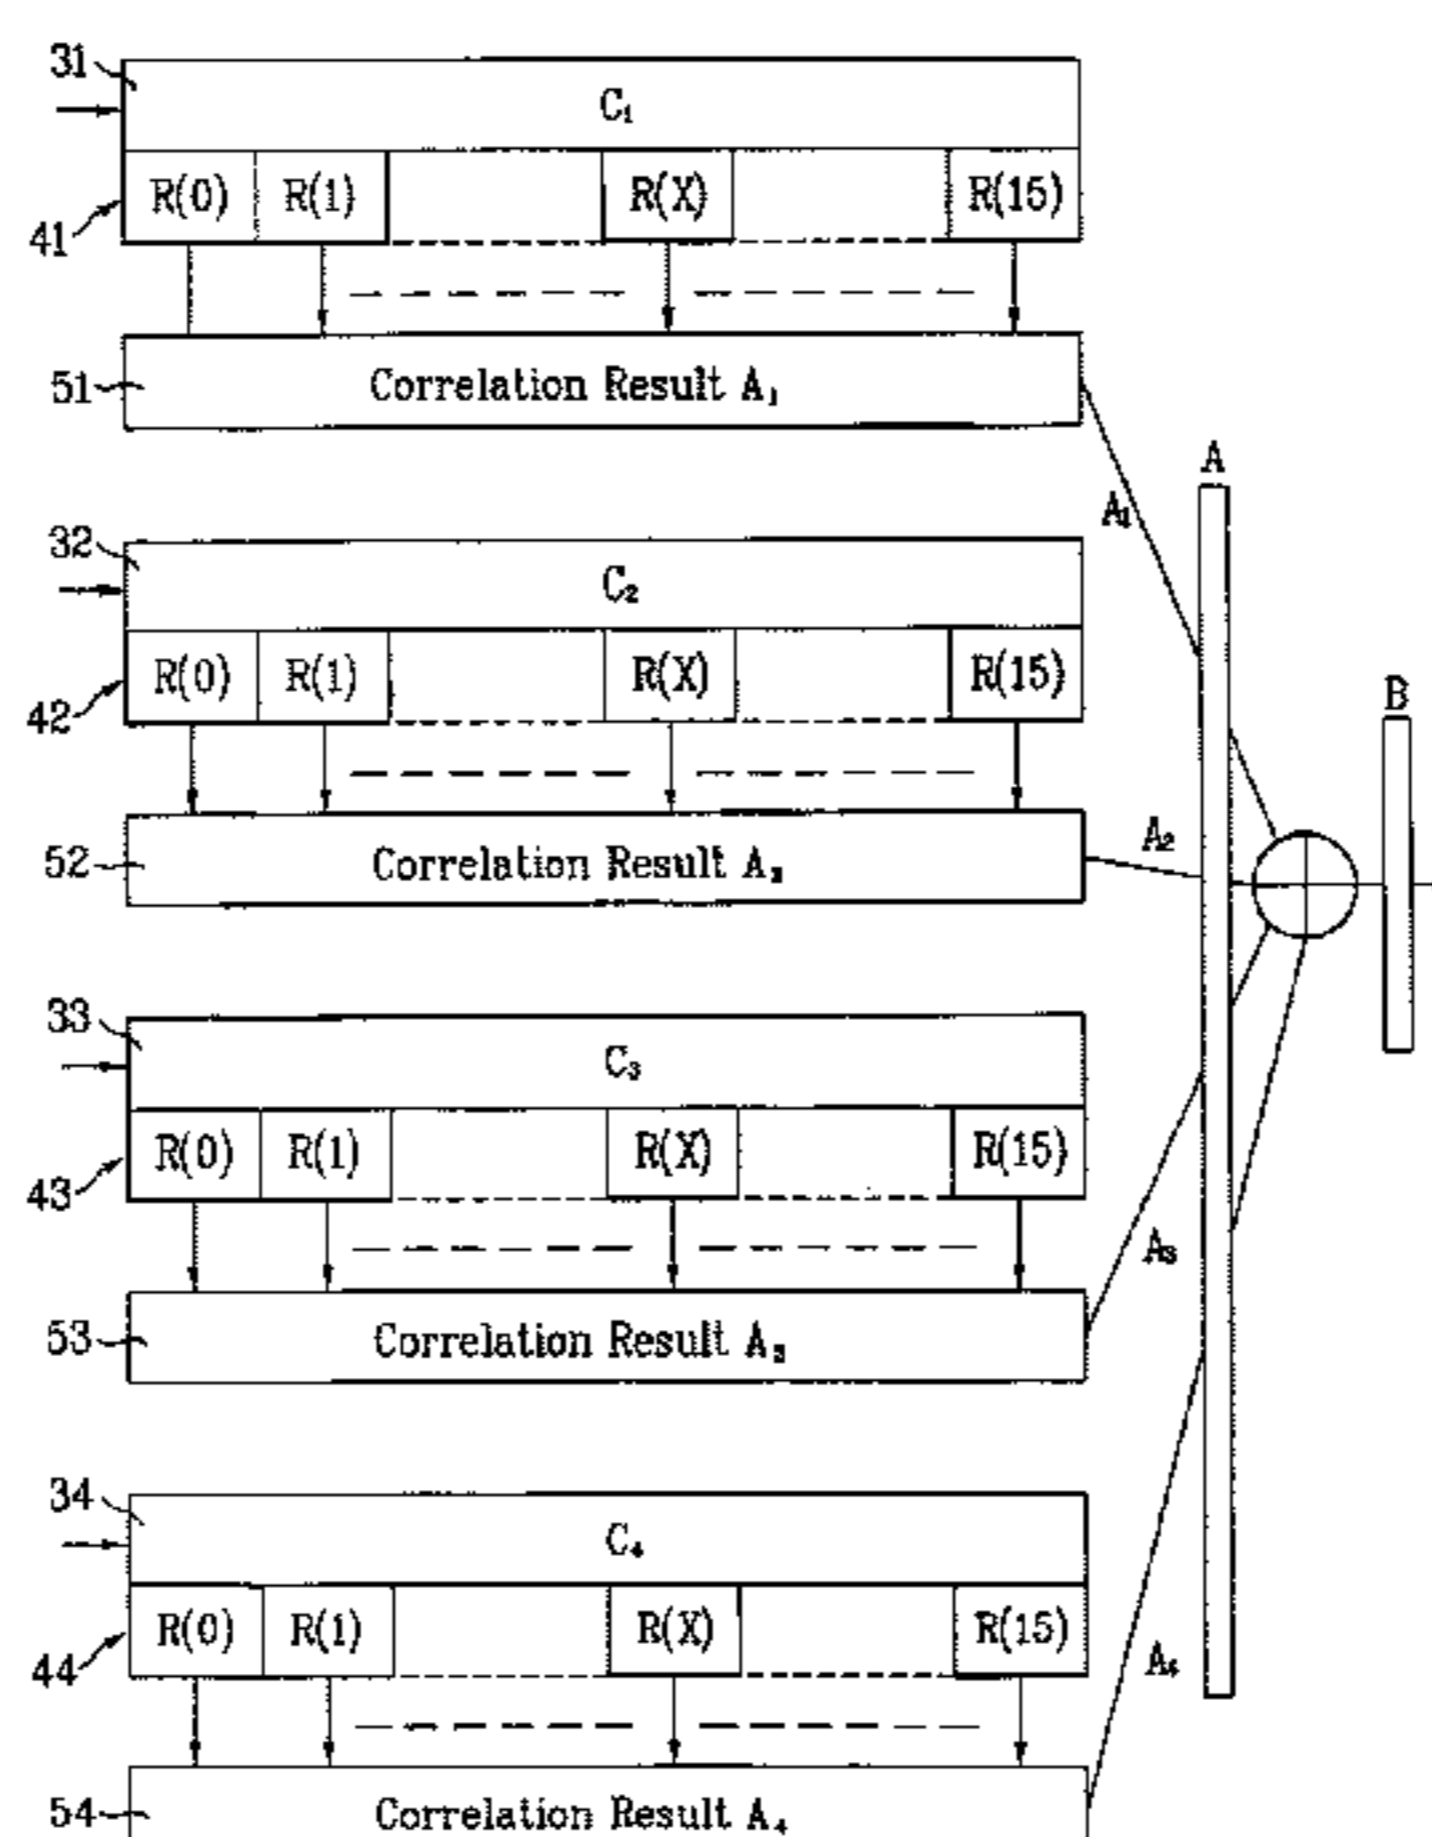 31
C₁
R(0) R(1) R(X) R(15)
41
51
Correlation Result A₁
A
A₁
32
C₂
R(0) R(1) R(X) R(15)
42
B
A₂
52
Correlation Result A₂
33
C₃
R(0) R(1) R(X) R(15)
43
A₃
53
Correlation Result A₃
34
C₄
R(0) R(1) R(X) R(15)
44
A₄
54
Correlation Result A₄